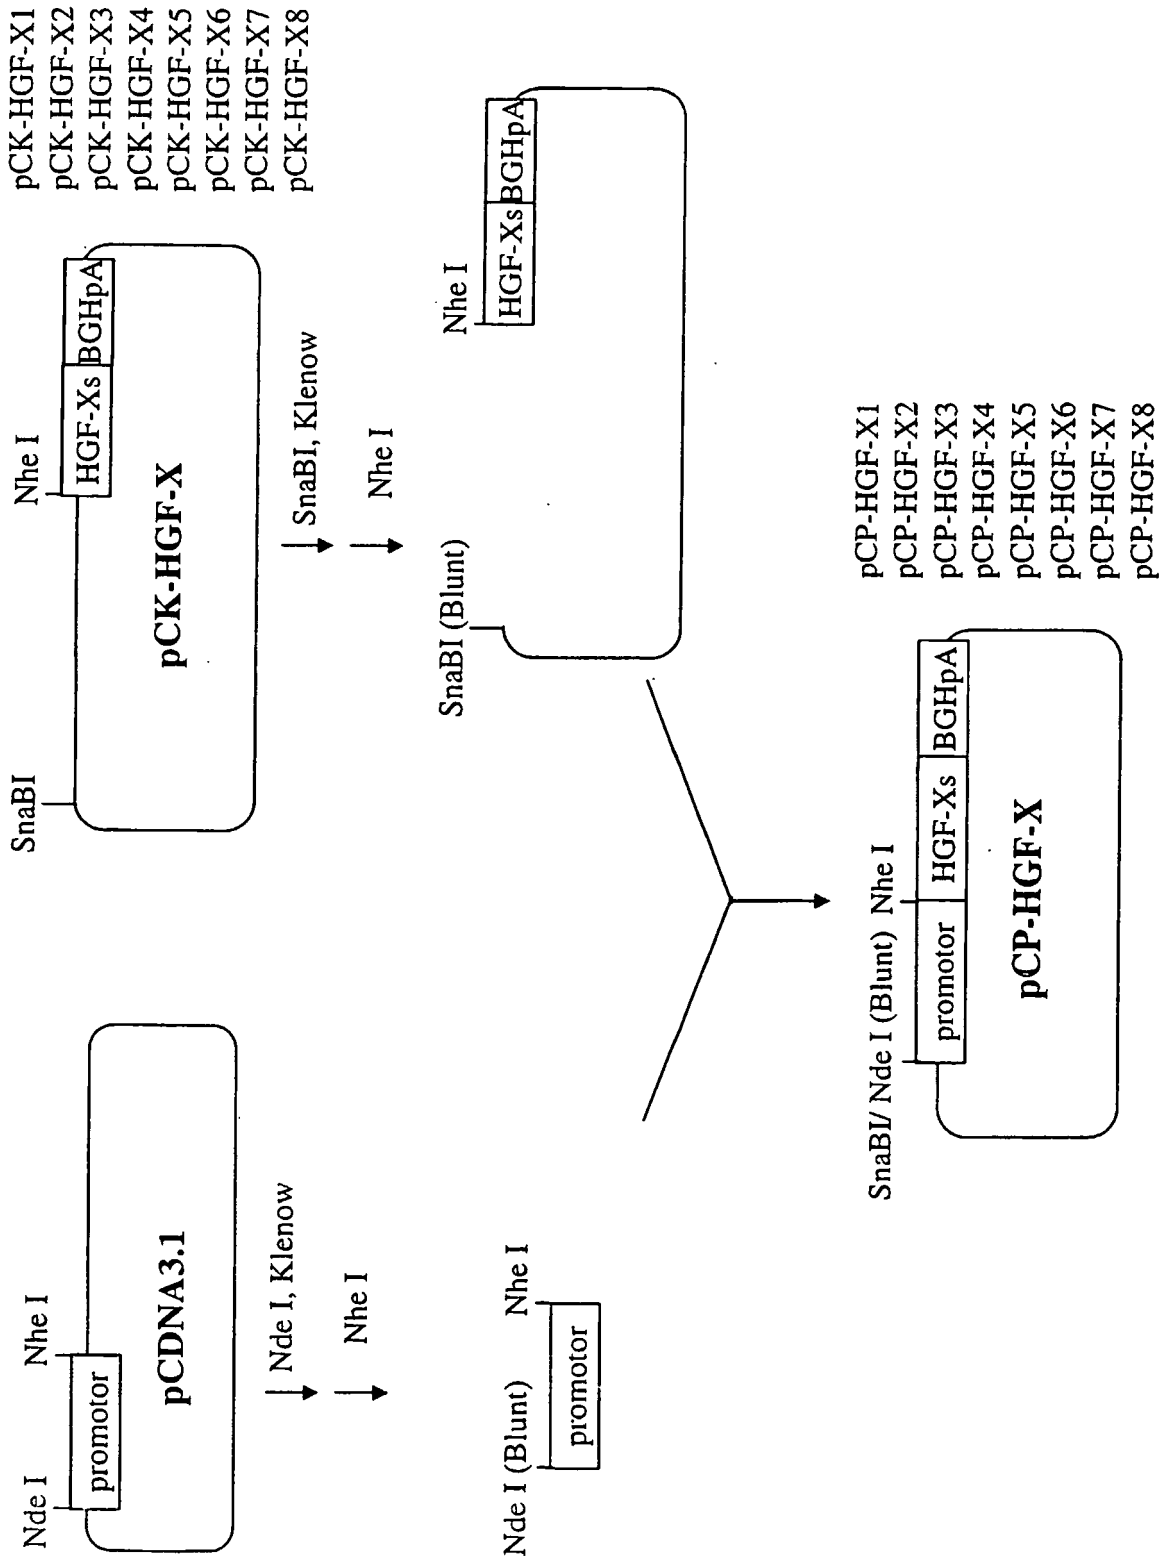 Nde I
Nhe I
promotor
pCDNA3.1
Nde I, Klenow
Nhe I
Nde I (Blunt)
Nhe I
promotor
SnaBI
Nhe I
HGF-Xs
BGHpA
pCK-HGF-X
pCK-HGF-X1
pCK-HGF-X2
pCK-HGF-X3
pCK-HGF-X4
pCK-HGF-X5
pCK-HGF-X6
pCK-HGF-X7
pCK-HGF-X8
SnaBI, Klenow
Nhe I
SnaBI (Blunt)
Nhe I
HGF-Xs
BGHpA
SnaBI/ Nde I (Blunt)
Nhe I
promotor
HGF-Xs
BGHpA
pCP-HGF-X
pCP-HGF-X1
pCP-HGF-X2
pCP-HGF-X3
pCP-HGF-X4
pCP-HGF-X5
pCP-HGF-X6
pCP-HGF-X7
pCP-HGF-X8